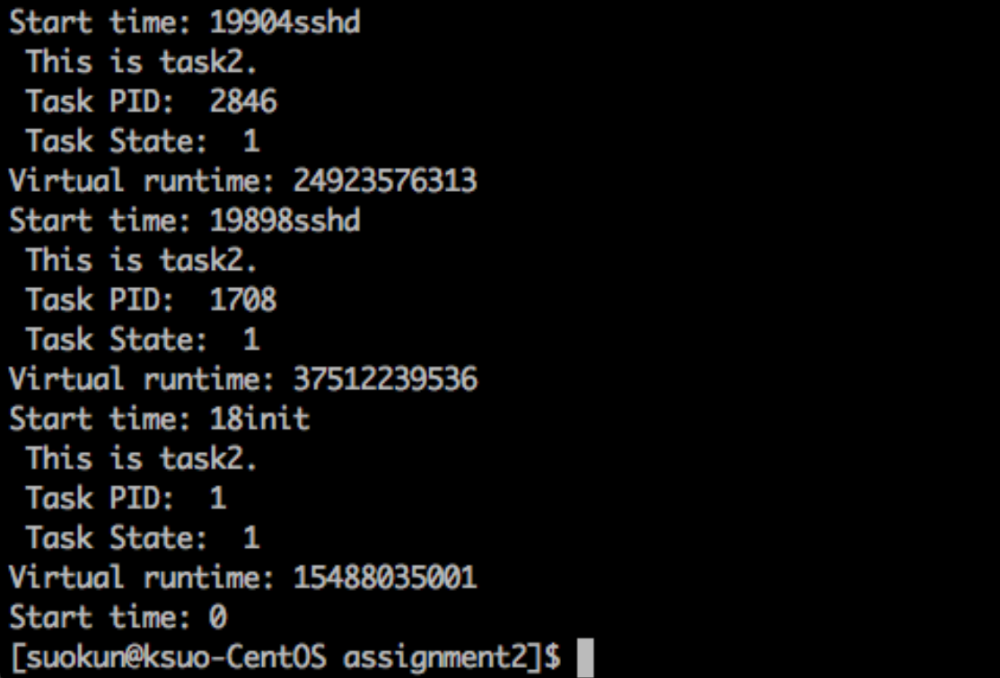 Start time: 19904sshd
 This is task2.
 Task PID:  2846
 Task State:  1
Virtual runtime: 24923576313
Start time: 19898sshd
 This is task2.
 Task PID:  1708
 Task State:  1
Virtual runtime: 37512239536
Start time: 18init
 This is task2.
 Task PID:  1
 Task State:  1
Virtual runtime: 15488035001
Start time: 0
[suokun@ksuo-CentOS assignment2]$